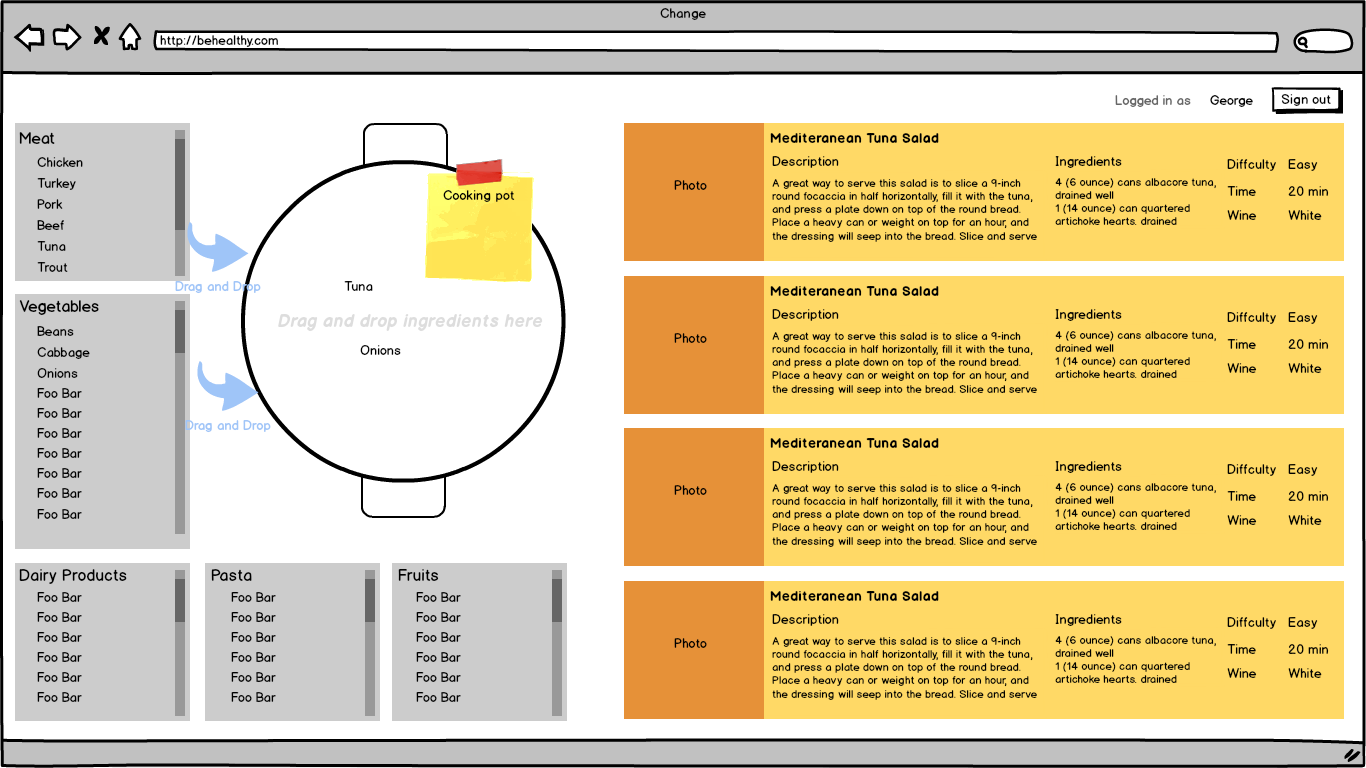 Change
http://behealthy.com
Logged in as George Sign out
Meat
Chicken
Turkey
Pork
Beef
Tuna
Trout
Drag and Drop
Vegetables
Beans
Cabbage
Onions
Foo Bar
Foo Bar
Foo Bar
Foo Bar
Foo Bar
Foo Bar
Foo Bar
Drag and Drop
Cooking pot
Tuna
Drag and drop ingredients here
Onions
Dairy Products
Foo Bar
Foo Bar
Foo Bar
Foo Bar
Foo Bar
Foo Bar
Pasta
Foo Bar
Foo Bar
Foo Bar
Foo Bar
Foo Bar
Foo Bar
Fruits
Foo Bar
Foo Bar
Foo Bar
Foo Bar
Foo Bar
Foo Bar
Photo
Mediteranean Tuna Salad
Description
A great way to serve this salad is to slice a 9-inch
round focaccia in half horizontally, fill it with the tuna,
and press a plate down on top of the round bread.
Place a heavy can or weight on top for an hour, and
the dressing will seep into the bread. Slice and serve
Ingredients
4 (6 ounce) cans albacore tuna,
drained well
1 (14 ounce) can quartered
artichoke hearts. drained
Diffculty Easy
Time 20 min
Wine White
Photo
Mediteranean Tuna Salad
Description
A great way to serve this salad is to slice a 9-inch
round focaccia in half horizontally, fill it with the tuna,
and press a plate down on top of the round bread.
Place a heavy can or weight on top for an hour, and
the dressing will seep into the bread. Slice and serve
Ingredients
4 (6 ounce) cans albacore tuna,
drained well
1 (14 ounce) can quartered
artichoke hearts. drained
Diffculty Easy
Time 20 min
Wine White
Photo
Mediteranean Tuna Salad
Description
A great way to serve this salad is to slice a 9-inch
round focaccia in half horizontally, fill it with the tuna,
and press a plate down on top of the round bread.
Place a heavy can or weight on top for an hour, and
the dressing will seep into the bread. Slice and serve
Ingredients
4 (6 ounce) cans albacore tuna,
drained well
1 (14 ounce) can quartered
artichoke hearts. drained
Diffculty Easy
Time 20 min
Wine White
Photo
Mediteranean Tuna Salad
Description
A great way to serve this salad is to slice a 9-inch
round focaccia in half horizontally, fill it with the tuna,
and press a plate down on top of the round bread.
Place a heavy can or weight on top for an hour, and
the dressing will seep into the bread. Slice and serve
Ingredients
4 (6 ounce) cans albacore tuna,
drained well
1 (14 ounce) can quartered
artichoke hearts. drained
Diffculty Easy
Time 20 min
Wine White